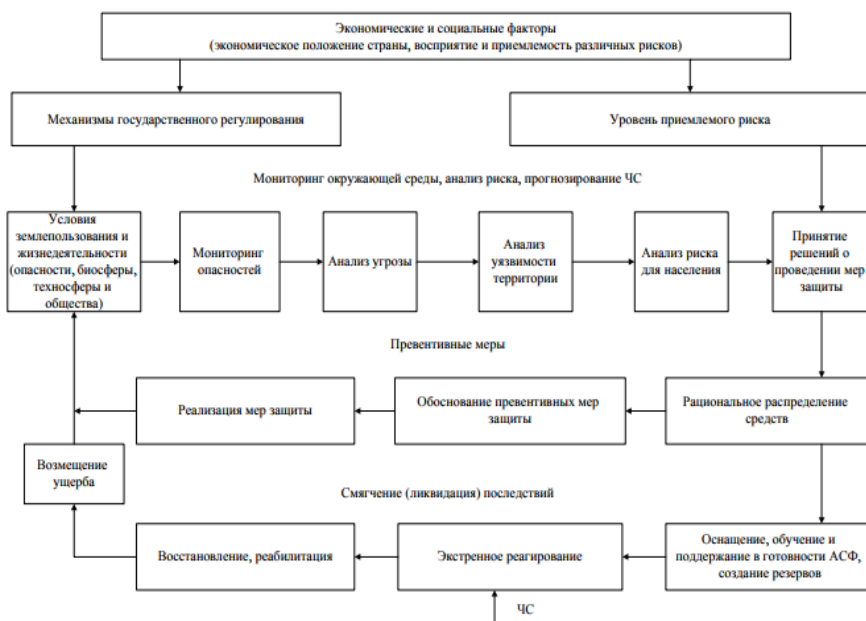 Экономические и социальные факторы
(экономическое положение страны, восприятие и приемлемость различных рисков)
Механизмы государственного регулирования
Уровень приемлемого риска
Мониторинг окружающей среды, анализ риска, прогнозирование ЧС
Условия
землепользования и
жизнедеятельности
(опасности, биосферы,
техносферы и
общества)
Мониторинг
опасностей
Анализ угрозы
Анализ
уязвимости
территории
Анализ риска
для населения
Принятие
решений о
проведении мер
защиты
Превентивные меры
Реализация мер защиты
Обоснование превентивных мер
защиты
Рациональное распределение
средств
Возмещение
ущерба
Смягчение (ликвидация) последствий
Восстановление, реабилитация
Экстренное реагирование
Оснащение, обучение и
поддержание в готовности АСФ,
создание резервов
ЧС